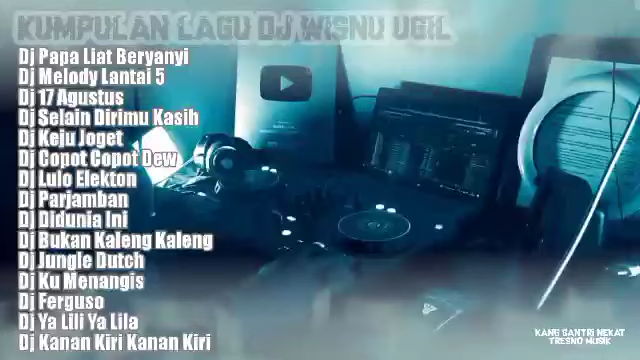 KUMPULAN LAGU DJ WISNU UGIL
Dj Papa Liat Beryanyi
Dj Melody Lantai 5
Dj 17 Agustus
Dj Selain Dirimu Kasih
Dj Keju Joget
Dj Copot Copot Dew
Dj Lulo Elekton
Dj Parjamban
Dj Didunia Ini
Dj Bukan Kaleng Kaleng
Dj Jungle Dutch
Dj Ku Menangis
Dj Ferguso
Dj Ya Lili Ya Lila
Dj Kanan Kiri Kanan Kiri
KANG SANTRI NEKAT
TRESNO MUSIK